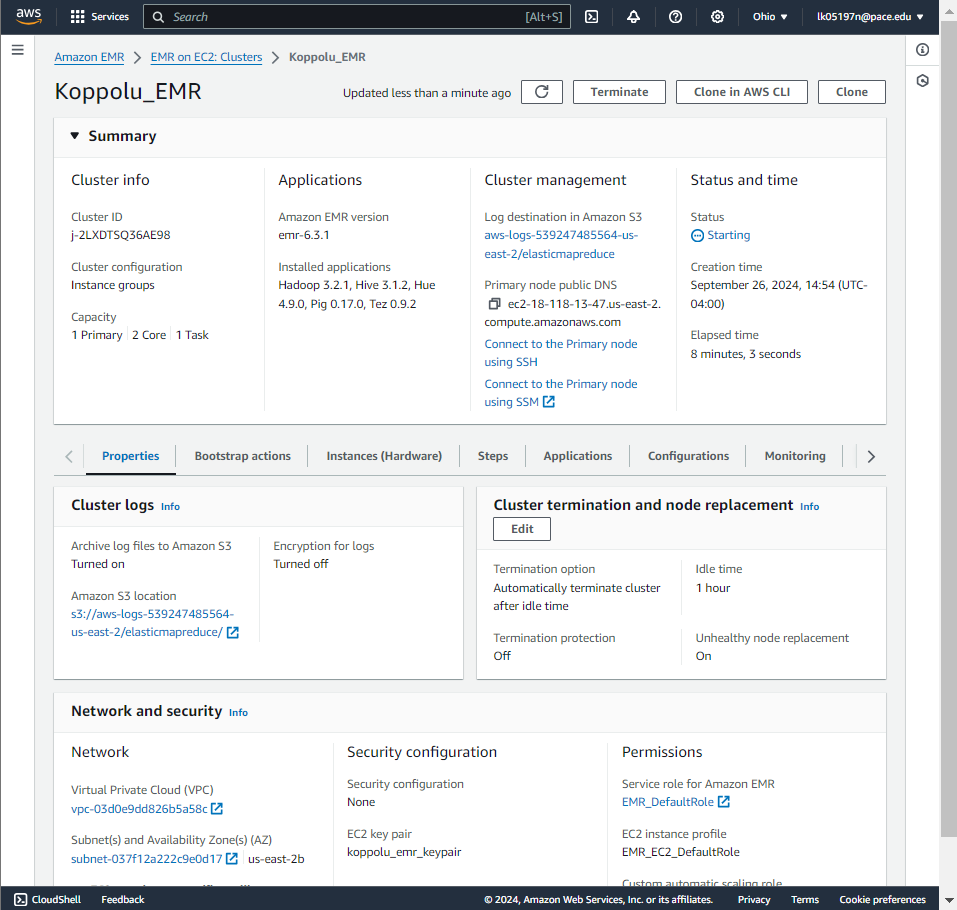 aws
Services
Search
[Alt+S]
Ohio ▼
lk05197n@pace.edu ▼
Amazon EMR > EMR on EC2: Clusters > Koppolu_EMR
Koppolu_EMR
Updated less than a minute ago
Terminate
Clone in AWS CLI
Clone
▼ Summary
Cluster info
Cluster ID
j-2LXDTSQ36AE98
Cluster configuration
Instance groups
Capacity
1 Primary | 2 Core | 1 Task
Applications
Amazon EMR version
emr-6.3.1
Installed applications
Hadoop 3.2.1, Hive 3.1.2, Hue
4.9.0, Pig 0.17.0, Tez 0.9.2
Cluster management
Log destination in Amazon S3
aws-logs-539247485564-us-
east-2/elasticmapreduce
Primary node public DNS
ec2-18-118-13-47.us-east-2.
compute.amazonaws.com
Connect to the Primary node
using SSH
Connect to the Primary node
using SSM
Status and time
Status
Starting
Creation time
September 26, 2024, 14:54 (UTC-
04:00)
Elapsed time
8 minutes, 3 seconds
Properties
Bootstrap actions
Instances (Hardware)
Steps
Applications
Configurations
Monitoring
Cluster logs Info
Archive log files to Amazon S3
Turned on
Amazon S3 location
s3://aws-logs-539247485564-
us-east-2/elasticmapreduce/
Encryption for logs
Turned off
Cluster termination and node replacement Info
Edit
Termination option
Automatically terminate cluster
after idle time
Idle time
1 hour
Termination protection
Off
Unhealthy node replacement
On
Network and security Info
Network
Virtual Private Cloud (VPC)
vpc-03d0e9dd826b5a58c
Subnet(s) and Availability Zone(s) (AZ)
subnet-037f12a222c9e0d17 | us-east-2b
Security configuration
Security configuration
None
EC2 key pair
koppolu_emr_keypair
Permissions
Service role for Amazon EMR
EMR_DefaultRole
EC2 instance profile
EMR_EC2_DefaultRole
Custom automatic scaling role
CloudShell
Feedback
© 2024, Amazon Web Services, Inc. or its affiliates.
Privacy
Terms
Cookie preferences